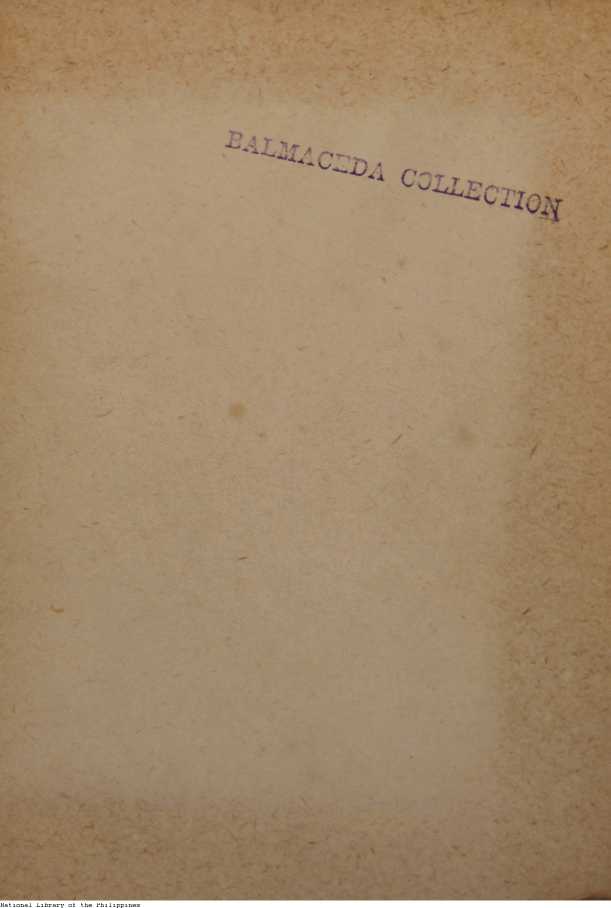 BALMACEDA COLLECTION
National Library of the Philippines